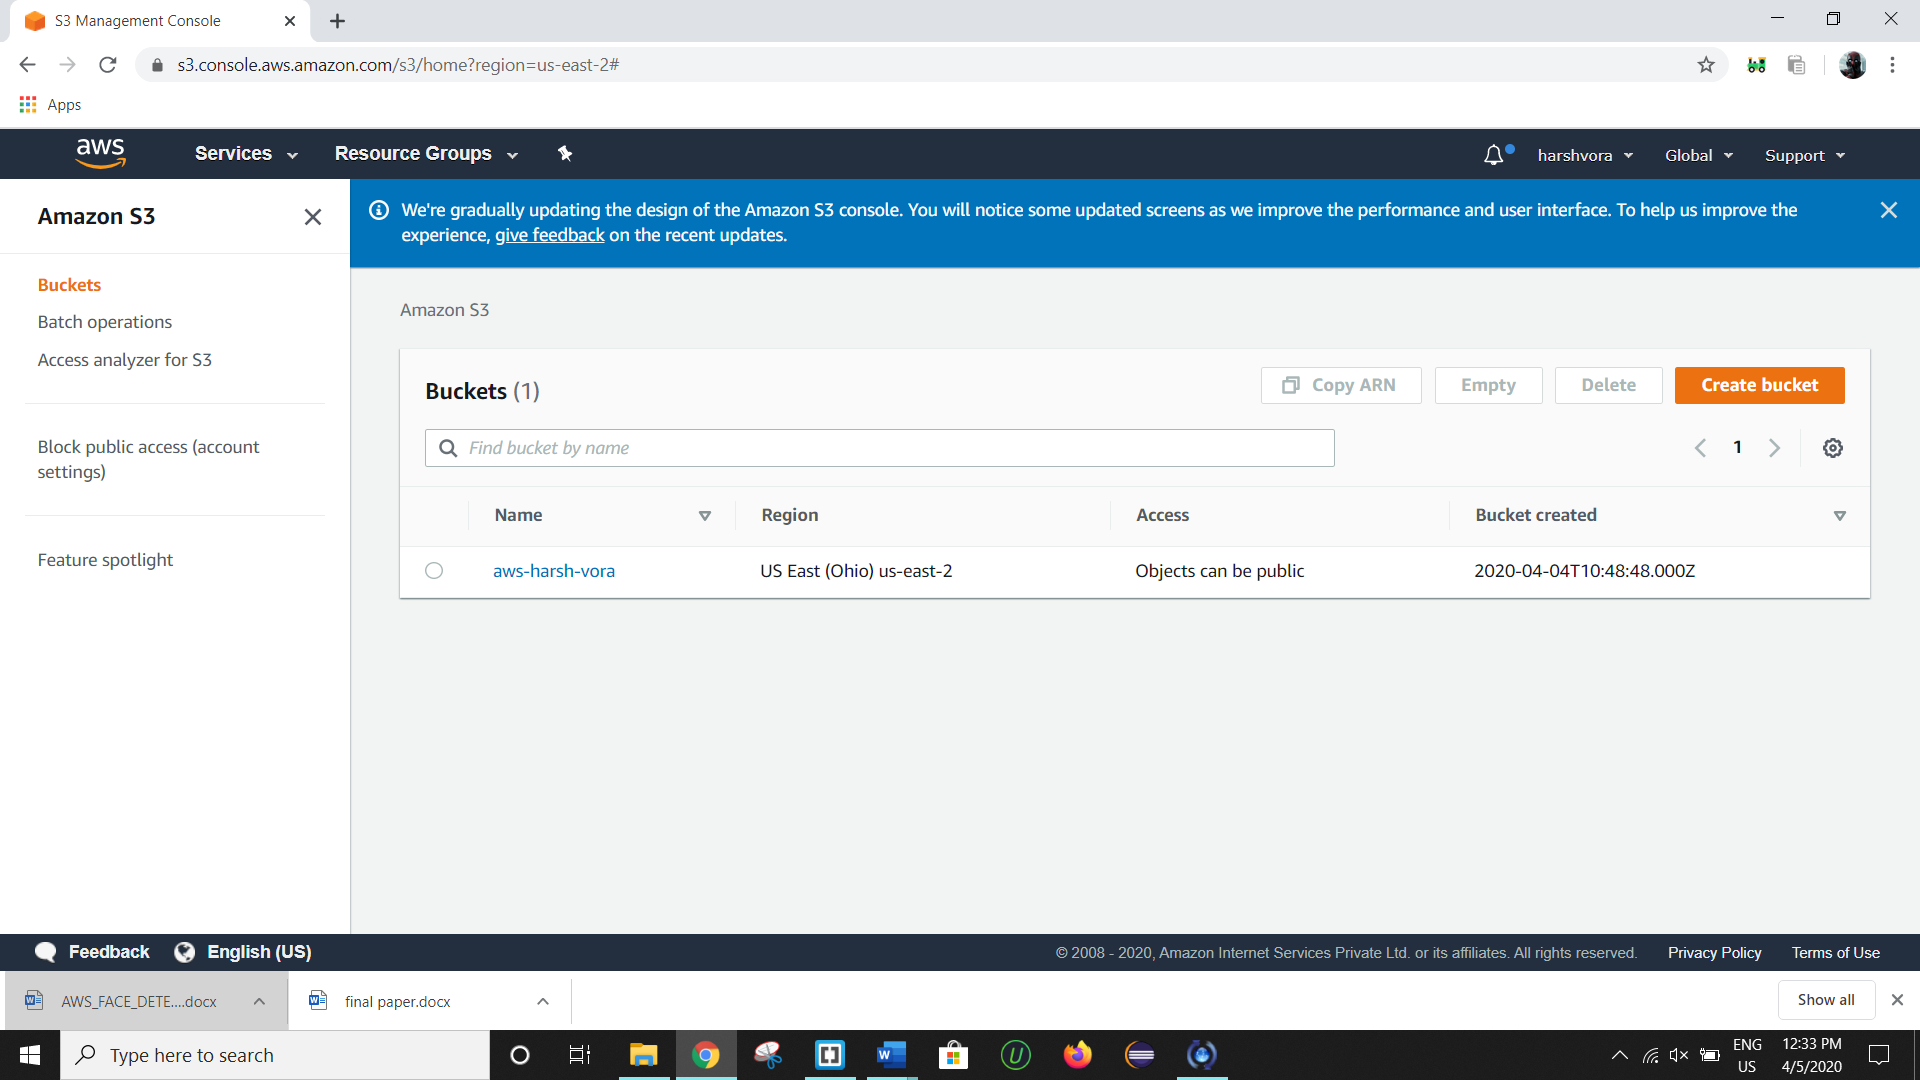 S3 Management Console
s3.console.aws.amazon.com/s3/home?region=us-east-2#
Apps
aws
Services
Resource Groups
harshvora
Global
Support
Amazon S3
We're gradually updating the design of the Amazon S3 console. You will notice some updated screens as we improve the performance and user interface. To help us improve the
experience, give feedback on the recent updates.
Buckets
Batch operations
Access analyzer for S3
Block public access (account
settings)
Feature spotlight
Amazon S3
Buckets (1)
Copy ARN
Empty
Delete
Create bucket
Find bucket by name
1
Name
Region
Access
Bucket created
aws-harsh-vora
US East (Ohio) us-east-2
Objects can be public
2020-04-04T10:48:48.000Z
Feedback
English (US)
© 2008 - 2020, Amazon Internet Services Private Ltd. or its affiliates. All rights reserved.
Privacy Policy
Terms of Use
AWS_FACE_DETE....docx
final paper.docx
Show all
Type here to search
ENG
US
12:33 PM
4/5/2020